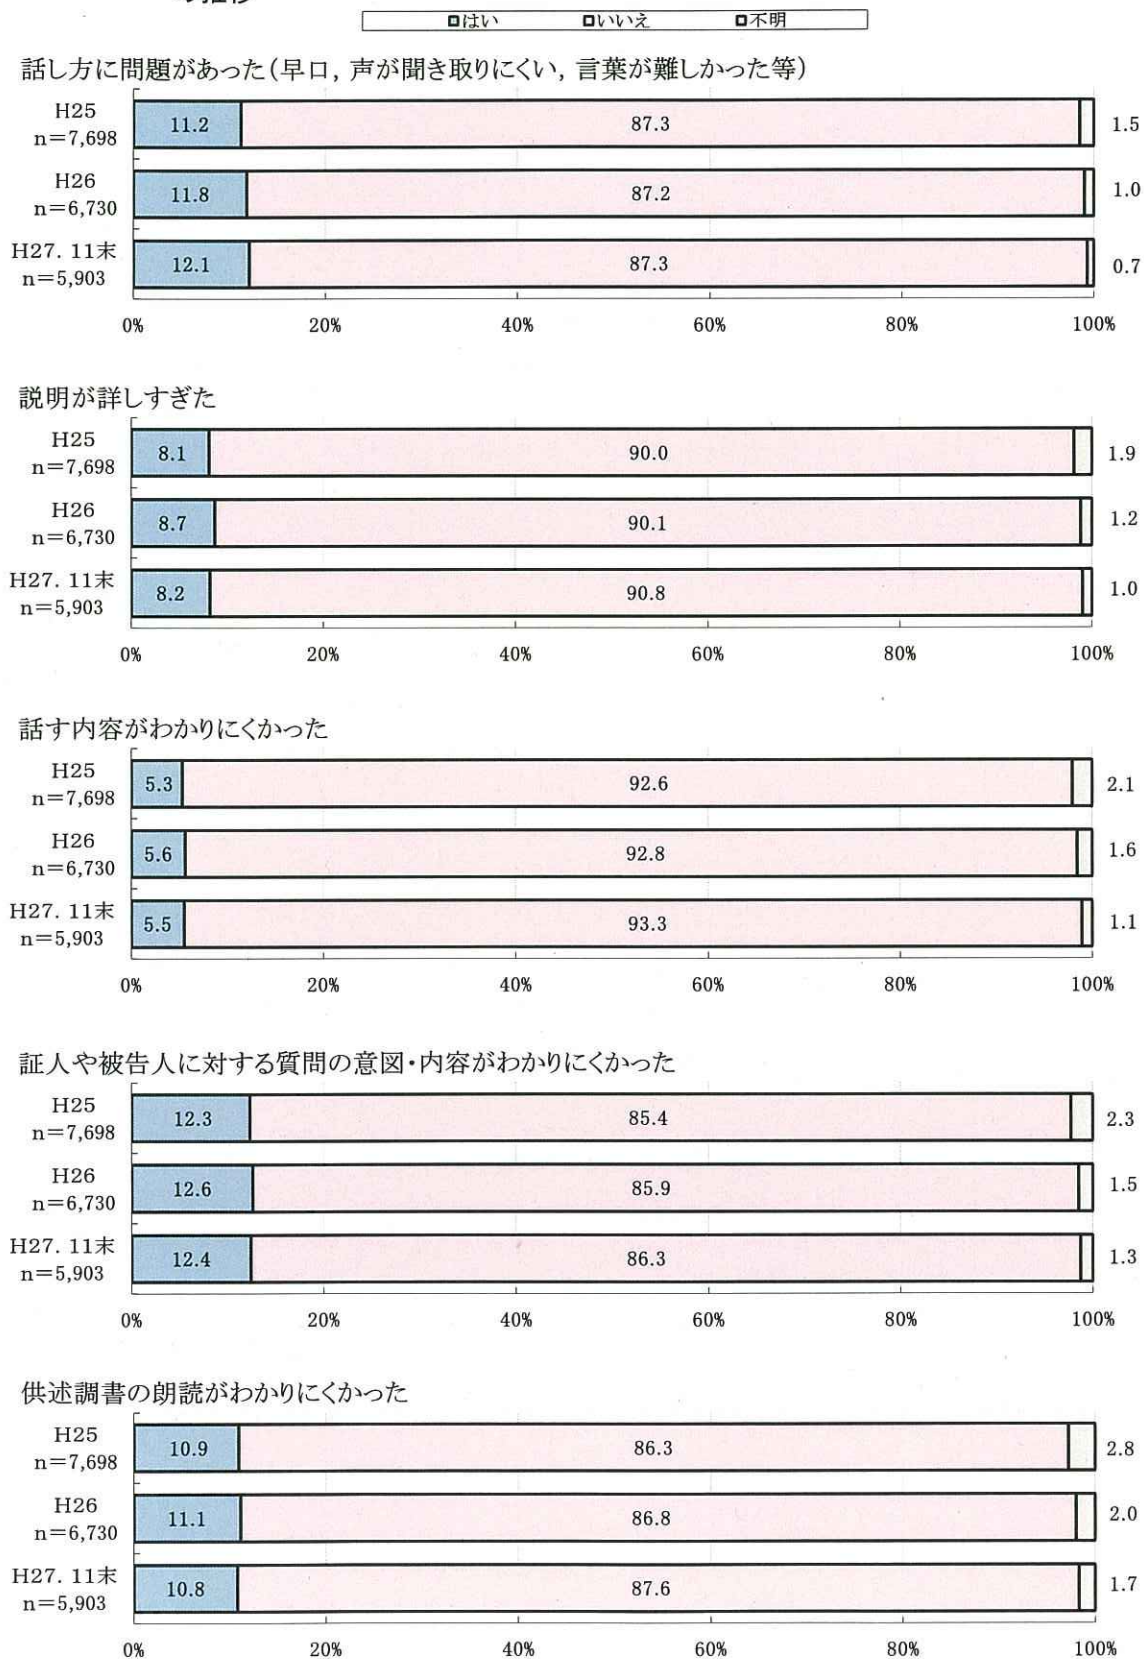 はい いいえ 不明
話し方に問題があった(早口, 声が聞き取りにくい, 言葉が難しかった等)
H25
n=7,698
11.2 87.3 1.5
H26
n=6,730
11.8 87.2 1.0
H27. 11末
n=5,903
12.1 87.3 0.7
0% 20% 40% 60% 80% 100%
説明が詳しすぎた
H25
n=7,698
8.1 90.0 1.9
H26
n=6,730
8.7 90.1 1.2
H27. 11末
n=5,903
8.2 90.8 1.0
0% 20% 40% 60% 80% 100%
話す内容がわかりにくかった
H25
n=7,698
5.3 92.6 2.1
H26
n=6,730
5.6 92.8 1.6
H27. 11末
n=5,903
5.5 93.3 1.1
0% 20% 40% 60% 80% 100%
証人や被告人に対する質問の意図・内容がわかりにくかった
H25
n=7,698
12.3 85.4 2.3
H26
n=6,730
12.6 85.9 1.5
H27. 11末
n=5,903
12.4 86.3 1.3
0% 20% 40% 60% 80% 100%
供述調書の朗読がわかりにくかった
H25
n=7,698
10.9 86.3 2.8
H26
n=6,730
11.1 86.8 2.0
H27. 11末
n=5,903
10.8 87.6 1.7
0% 20% 40% 60% 80% 100%